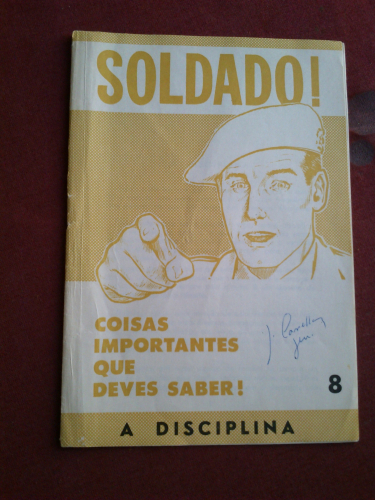 SOLDADO!
COISAS
IMPORTANTES
QUE
DEVES SABER!
8
A DISCIPLINA